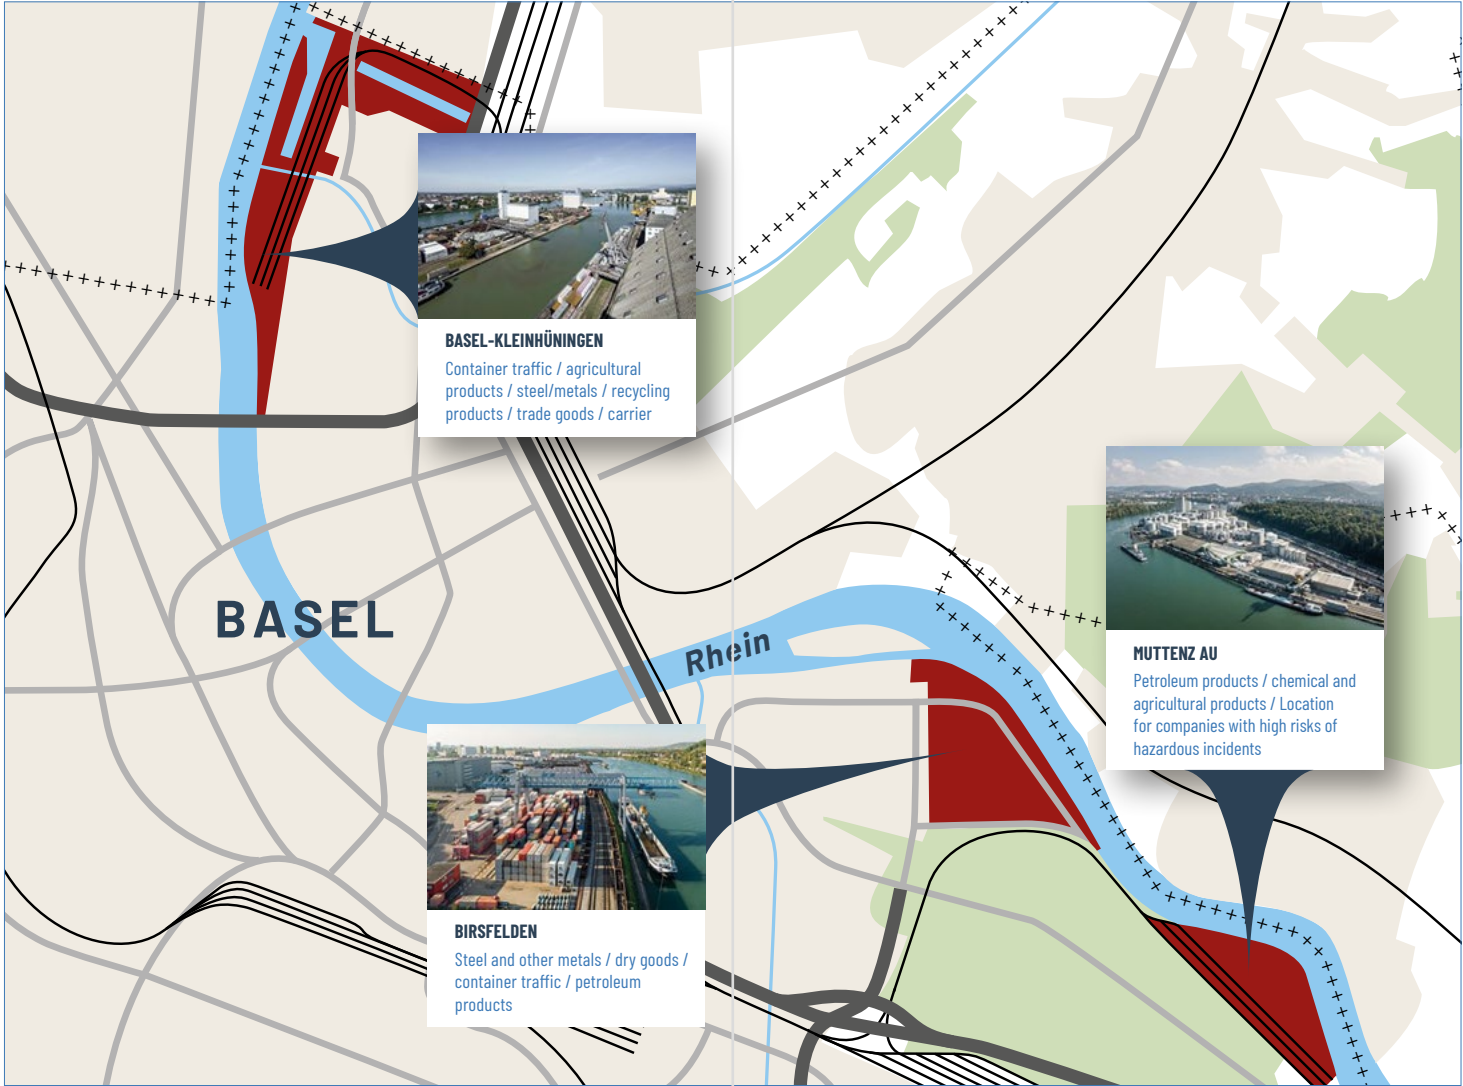 BASEL-KLEINHÜNINGEN
Container traffic / agricultural
products / steel/metals / recycling
products / trade goods / carrier
BASEL
Rhein
MUTTENZ AU
Petroleum products / chemical and
agricultural products / Location
for companies with high risks of
hazardous incidents
BIRSFELDEN
Steel and other metals / dry goods /
container traffic / petroleum
products